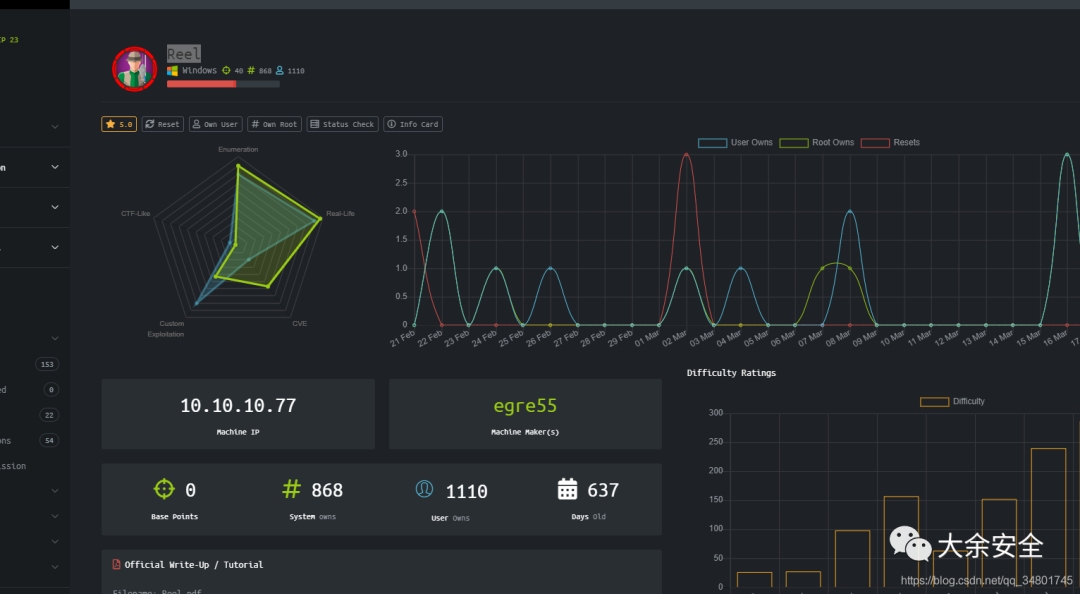 IP 23
Reel
Windows 40 # 868 1110
5.0 Reset Own User # Own Root Status Check Info Card
Enumeration
Real-Life
CVE
Custom
Exploitation
CTF-Like
User Owns Root Owns Resets
3.0
2.5
2.0
1.5
1.0
0.5
0
21 Feb 22 Feb 23 Feb 24 Feb 25 Feb 26 Feb 27 Feb 28 Feb 29 Feb 01 Mar 02 Mar 03 Mar 04 Mar 05 Mar 06 Mar 07 Mar 08 Mar 09 Mar 10 Mar 11 Mar 12 Mar 13 Mar 14 Mar 15 Mar 16 Mar 17
153
0
22
54
10.10.10.77
Machine IP
egre55
Machine Maker(s)
0
Base Points
# 868
System owns
1110
User Owns
637
Days Old
Official Write-Up / Tutorial
Filename: Reel.pdf
Difficulty Ratings
Difficulty
300
250
200
150
100
50
0
大余安全
https://blog.csdn.net/qq_34801745